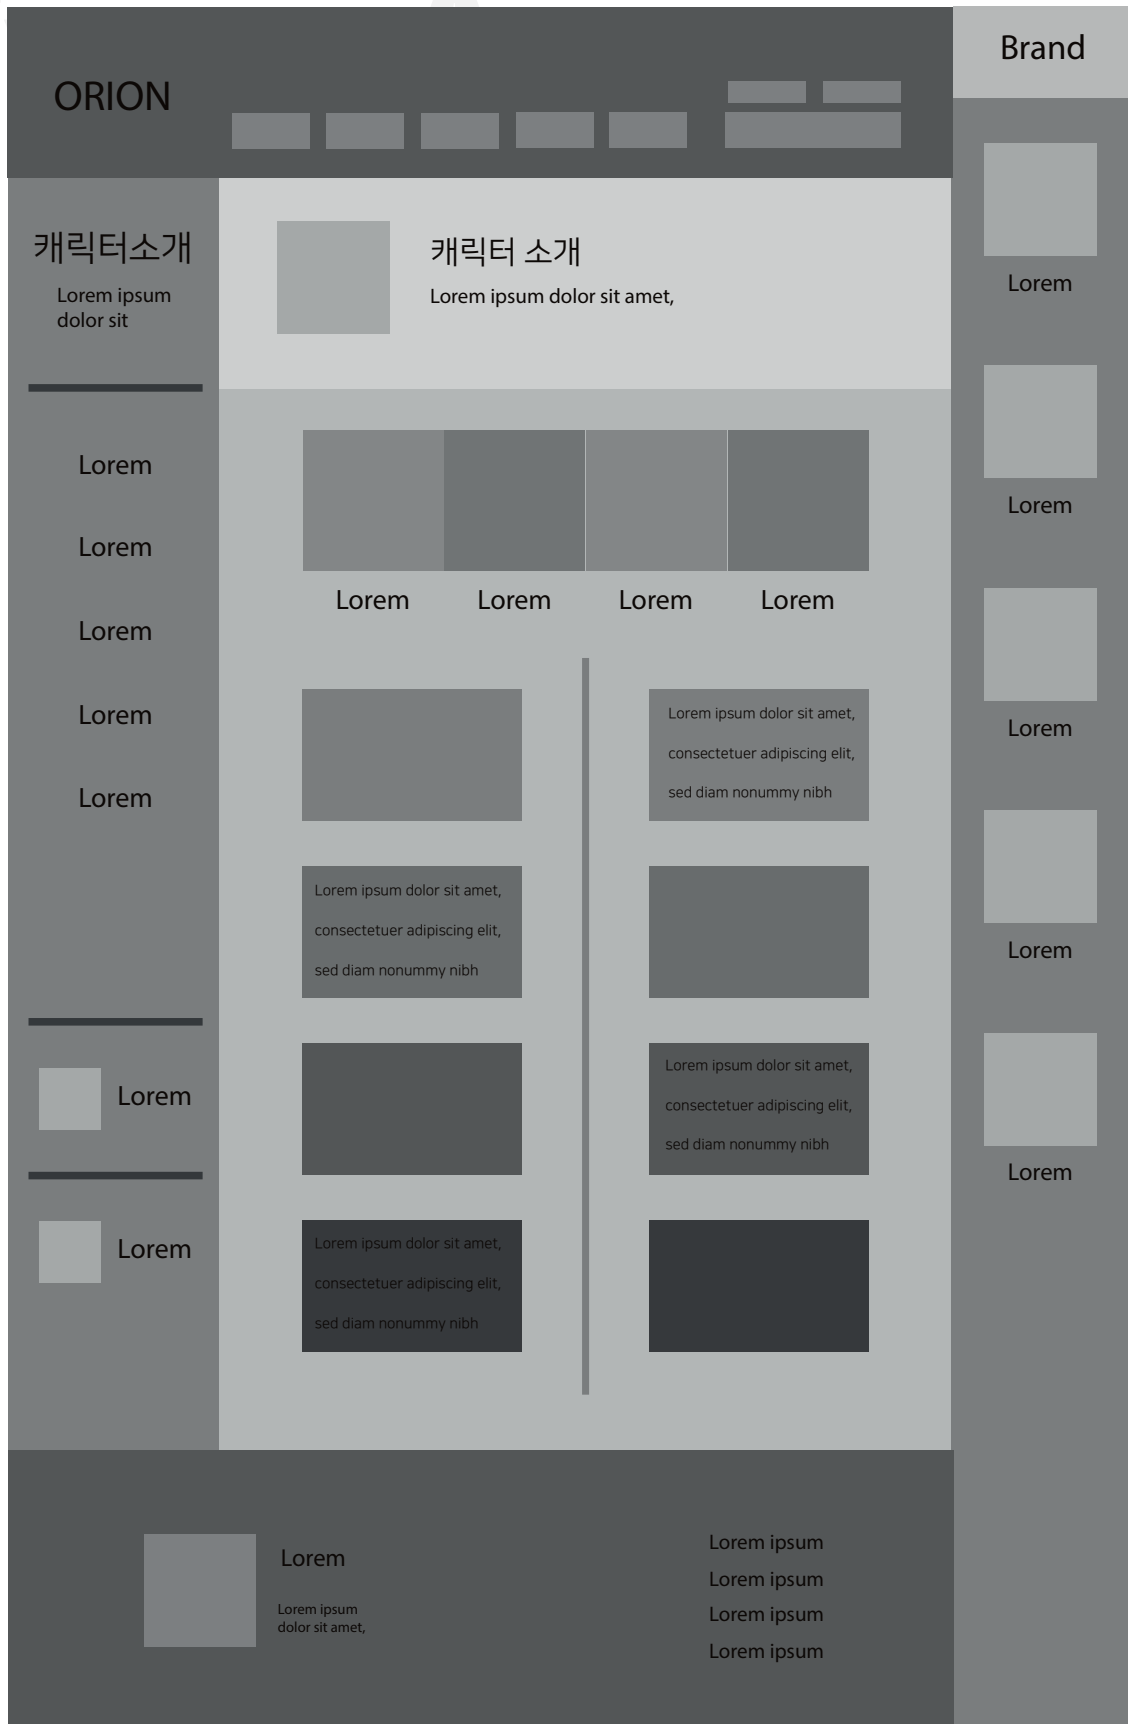 ORION
Brand
캐릭터소개
Lorem ipsum
dolor sit
Lorem
Lorem
Lorem
Lorem
Lorem
Lorem
Lorem
캐릭터 소개
Lorem ipsum dolor sit amet,
Lorem Lorem Lorem Lorem
Lorem ipsum dolor sit amet,
consectetuer adipiscing elit,
sed diam nonummy nibh
Lorem ipsum dolor sit amet,
consectetuer adipiscing elit,
sed diam nonummy nibh
Lorem ipsum dolor sit amet,
consectetuer adipiscing elit,
sed diam nonummy nibh
Lorem ipsum dolor sit amet,
consectetuer adipiscing elit,
sed diam nonummy nibh
Lorem
Lorem
Lorem
Lorem
Lorem
Lorem
Lorem ipsum
dolor sit amet,
Lorem ipsum
Lorem ipsum
Lorem ipsum
Lorem ipsum